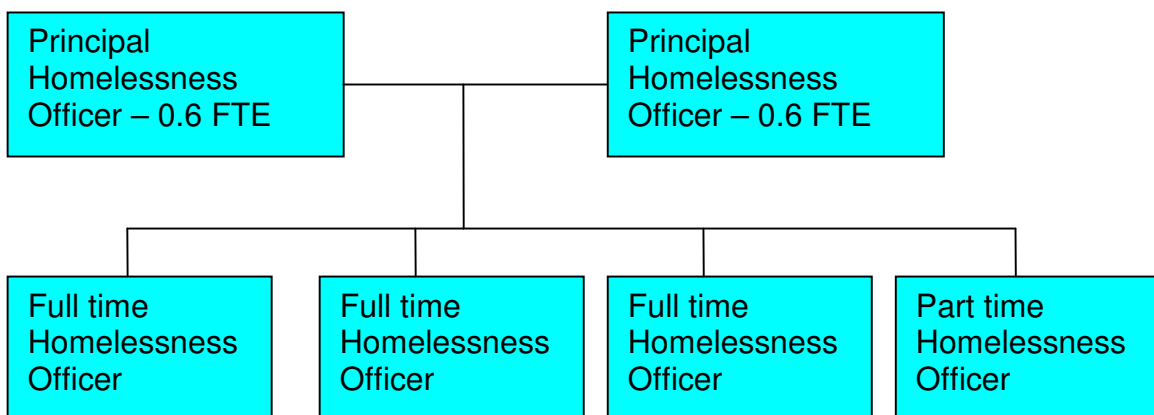 Principal
Homelessness
Officer – 0.6 FTE
Principal
Homelessness
Officer – 0.6 FTE
Full time
Homelessness
Officer
Full time
Homelessness
Officer
Full time
Homelessness
Officer
Part time
Homelessness
Officer